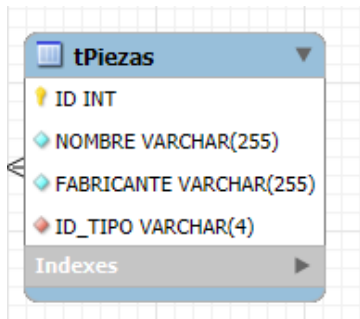 tPiezas
ID INT
NOMBRE VARCHAR(255)
FABRICANTE VARCHAR(255)
ID_TIPO VARCHAR(4)
Indexes